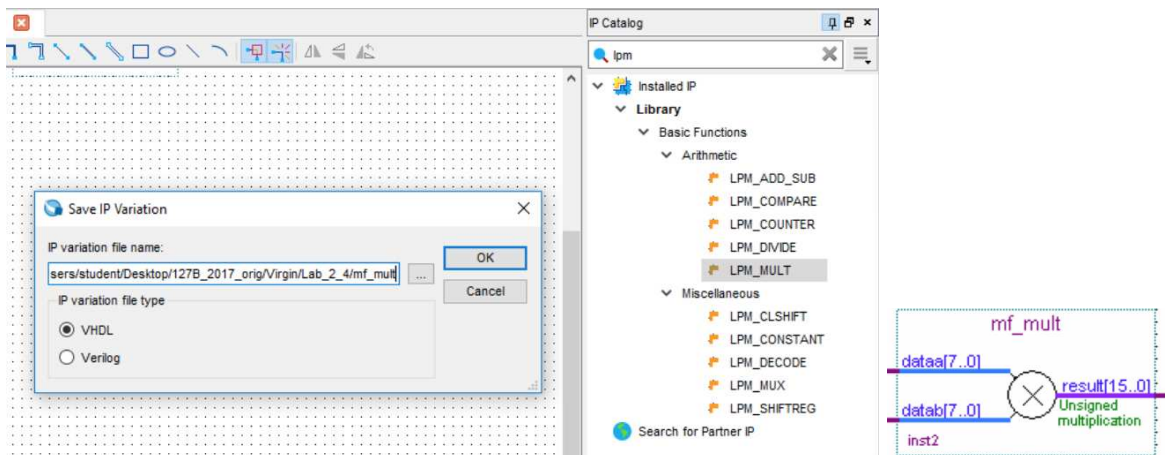 Save IP Variation
IP variation file name:
sers/student/Desktop/127B_2017_orig/Virgin/Lab_2_4/mf_mult
...
OK
Cancel
IP variation file type
VHDL
Verilog
IP Catalog
lpm
Installed IP
Library
Basic Functions
Arithmetic
LPM_ADD_SUB
LPM_COMPARE
LPM_COUNTER
LPM_DIVIDE
LPM_MULT
Miscellaneous
LPM_CLSHIFT
LPM_CONSTANT
LPM_DECODE
LPM_MUX
LPM_SHIFTREG
Search for Partner IP
mf_mult
dataa[7..0]
result[15..0]
Unsigned
multiplication
datab[7..0]
inst2